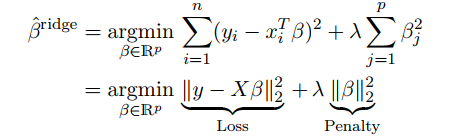 β̂^ridge = argmin_{β∈ℝ^p} ∑_{i=1}^{n} (y_i − x_i^T β)^2 + λ ∑_{j=1}^{p} β_j^2
= argmin_{β∈ℝ^p} ‖y − Xβ‖_2^2 + λ ‖β‖_2^2
Loss Penalty